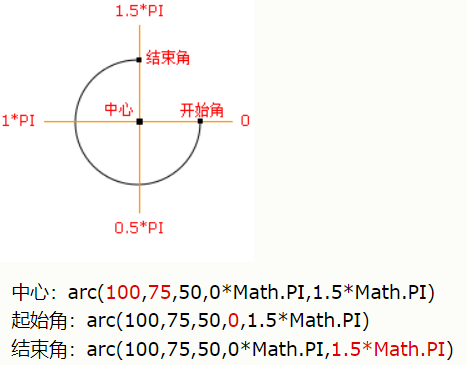 1.5*PI
结束角
中心
开始角
1*PI
0
0.5*PI
中心：arc(100,75,50,0*Math.PI,1.5*Math.PI)
起始角：arc(100,75,50,0,1.5*Math.PI)
结束角：arc(100,75,50,0*Math.PI,1.5*Math.PI)